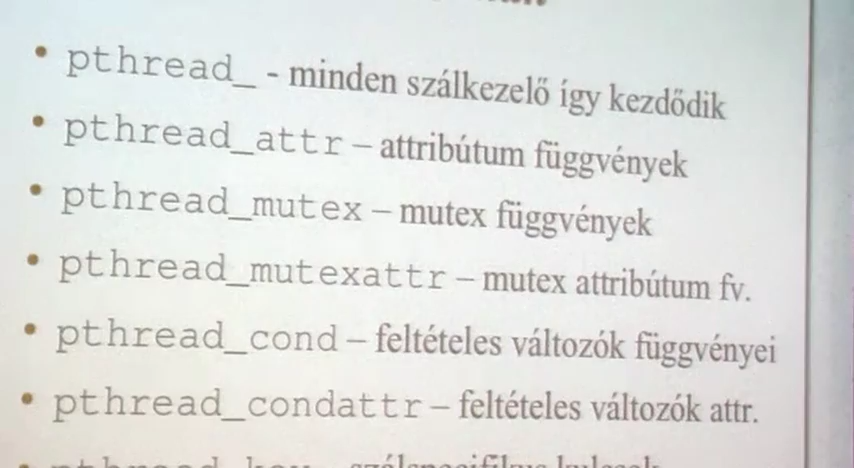 • pthread_ - minden szálkezelő így kezdődik
• pthread_attr – attribútum függvények
• pthread_mutex – mutex függvények
• pthread_mutexattr – mutex attribútum fv.
• pthread_cond – feltételes változók függvényei
• pthread_condattr – feltételes változók attr.